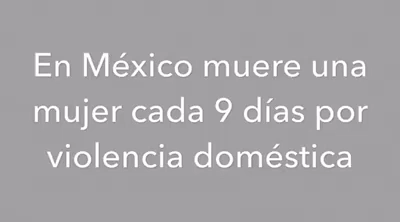 En México muere una
mujer cada 9 días por
violencia doméstica